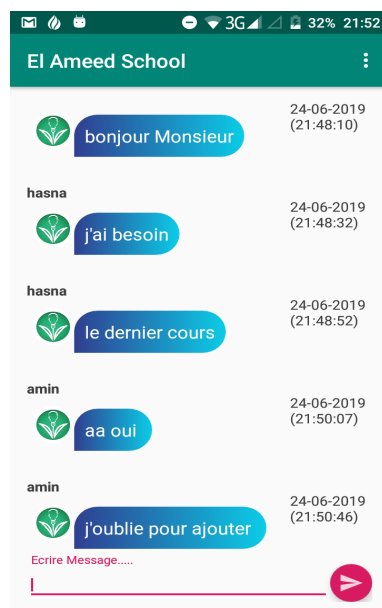 3G 32% 21:52
El Ameed School
24-06-2019
(21:48:10)
bonjour Monsieur
hasna
24-06-2019
(21:48:32)
j'ai besoin
hasna
24-06-2019
(21:48:52)
le dernier cours
amin
24-06-2019
(21:50:07)
aa oui
amin
24-06-2019
(21:50:46)
j'oublie pour ajouter
Ecrire Message.....